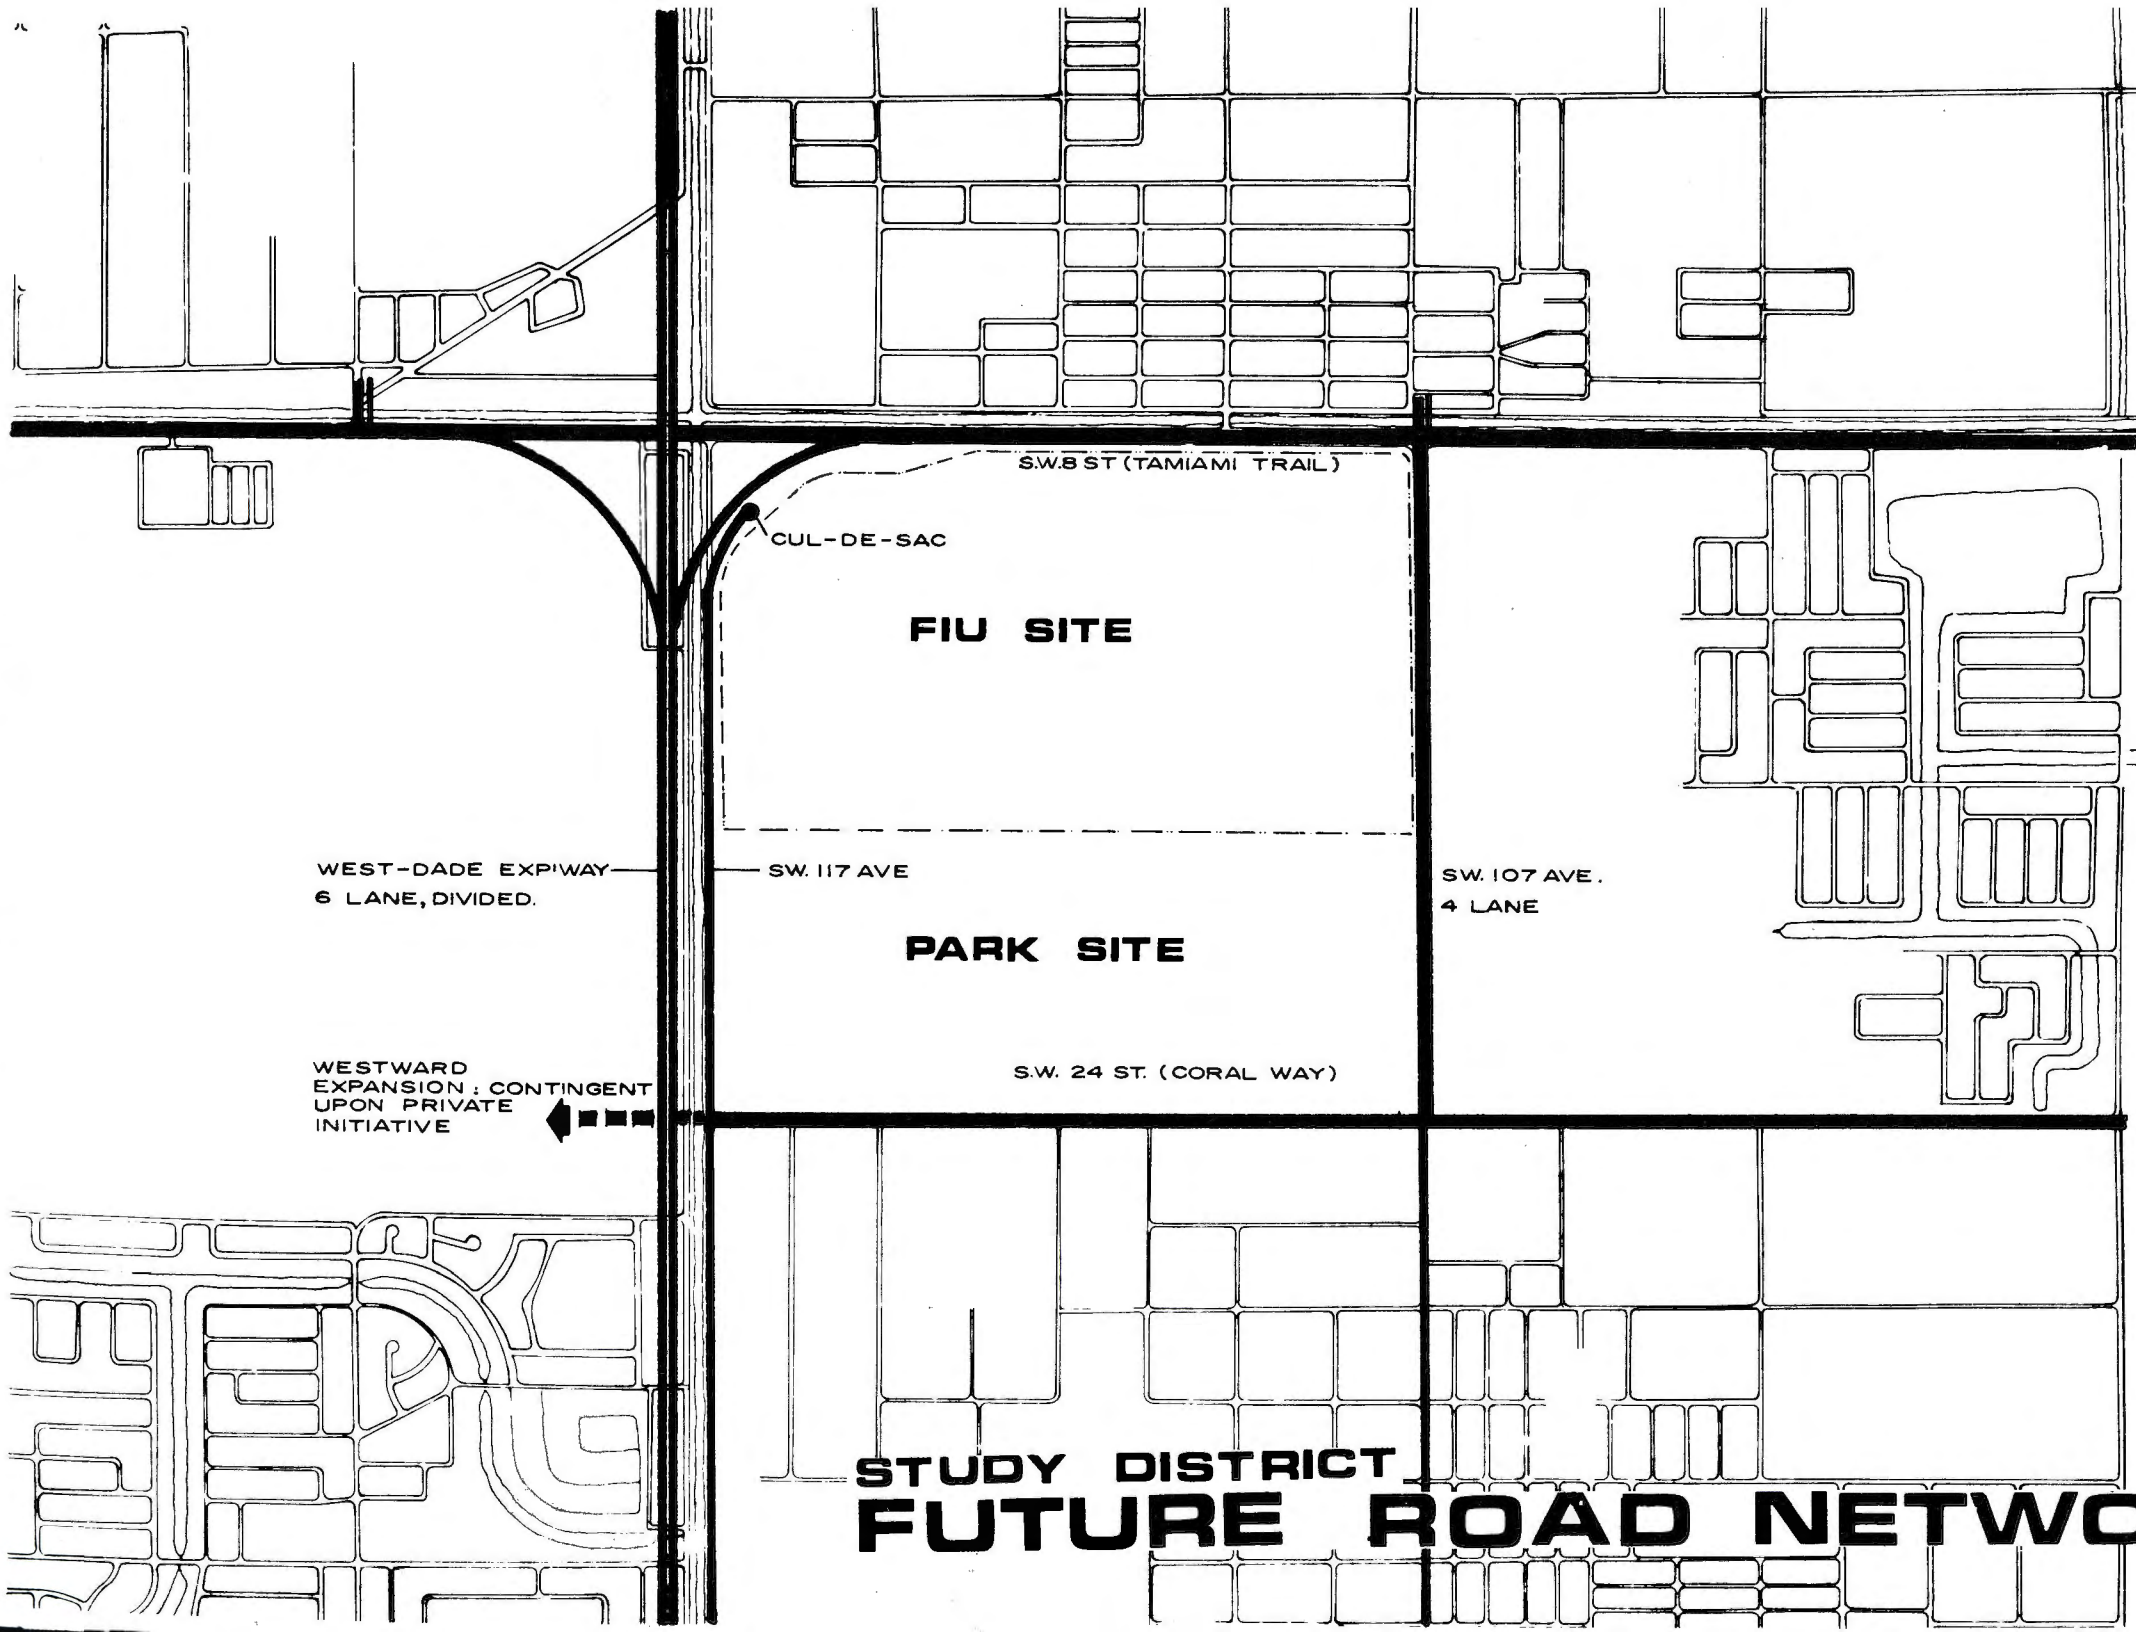 S.W.8 ST (TAMIAMI TRAIL)
CUL-DE-SAC
FIU SITE
WEST-DADE EXP'WAY
6 LANE, DIVIDED.
SW. 117 AVE
SW. 107 AVE.
4 LANE
PARK SITE
WESTWARD
EXPANSION : CONTINGENT
UPON PRIVATE
INITIATIVE
S.W. 24 ST. (CORAL WAY)
STUDY DISTRICT
FUTURE ROAD NETWO